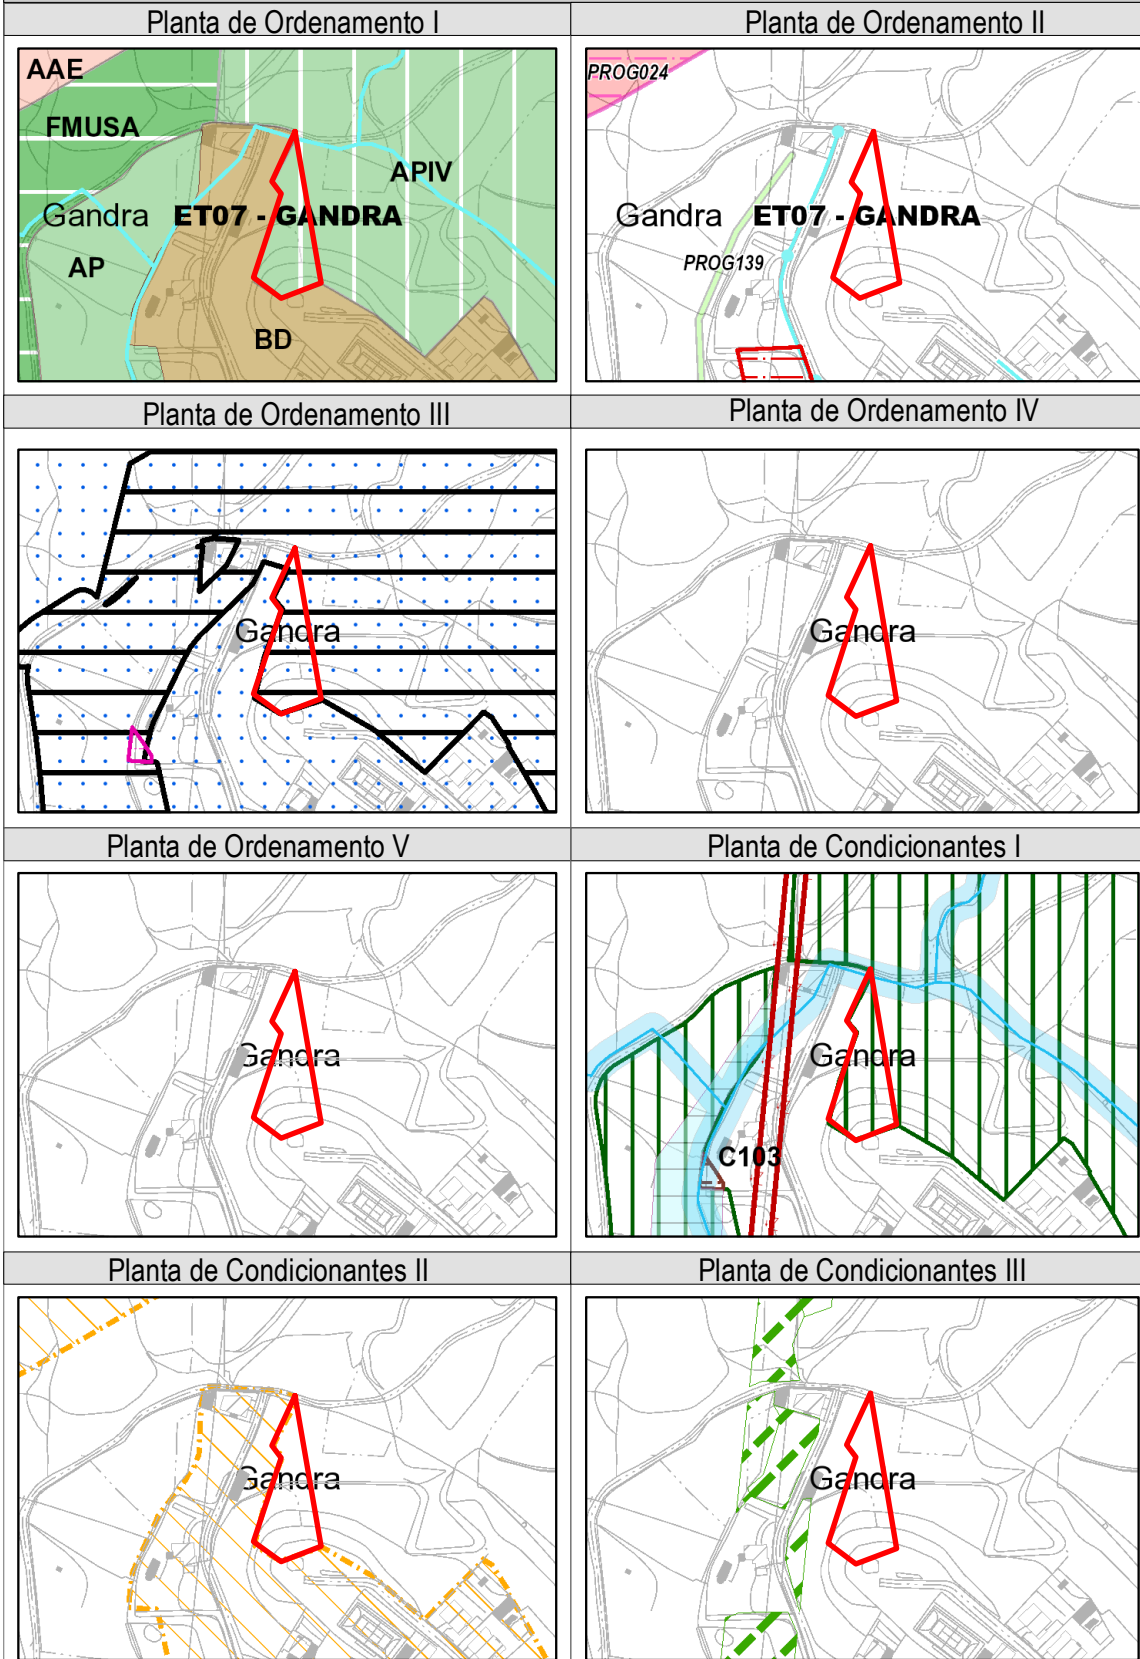 Planta de Ordenamento I
Planta de Ordenamento II
AAE
FMUSA
APIV
Gandra
ET07 - GANDRA
AP
BD
PROG024
Gandra
ET07 - GANDRA
PROG139
Planta de Ordenamento III
Planta de Ordenamento IV
Gandra
Gandra
Planta de Ordenamento V
Planta de Condicionantes I
Gandra
Gandra
C103
Planta de Condicionantes II
Planta de Condicionantes III
Gandra
Gandra